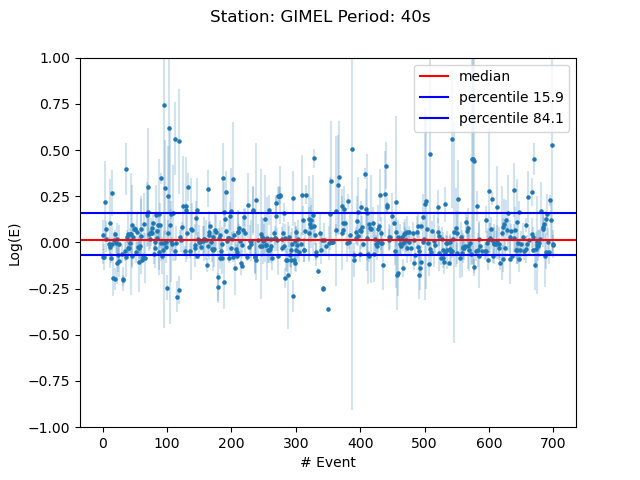 Station: GIMEL Period: 40s
1.00
0.75
0.50
0.25
0.00
−0.25
−0.50
−0.75
−1.00
Log(E)
median
percentile 15.9
percentile 84.1
0 100 200 300 400 500 600 700
# Event